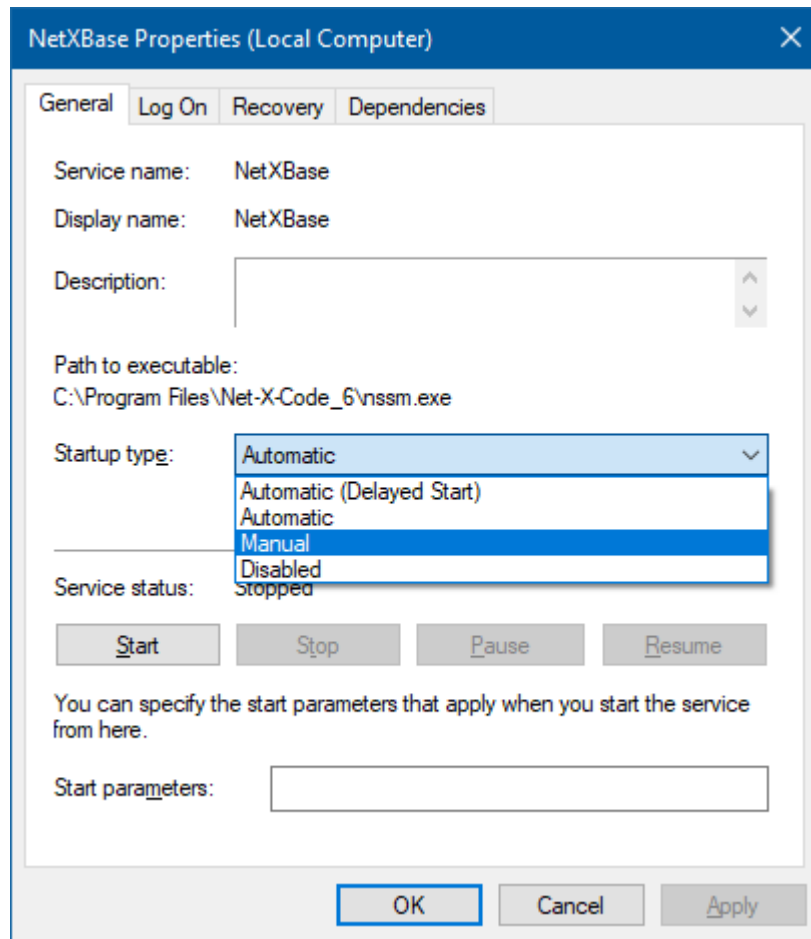 NetXBase Properties (Local Computer)
General Log On Recovery Dependencies
Service name: NetXBase
Display name: NetXBase
Description:
Path to executable:
C:\Program Files\Net-X-Code_6\nssm.exe
Startup type: Automatic
Automatic (Delayed Start)
Automatic
Manual
Disabled
Service status: Stopped
Start Stop Pause Resume
You can specify the start parameters that apply when you start the service
from here.
Start parameters:
OK Cancel Apply